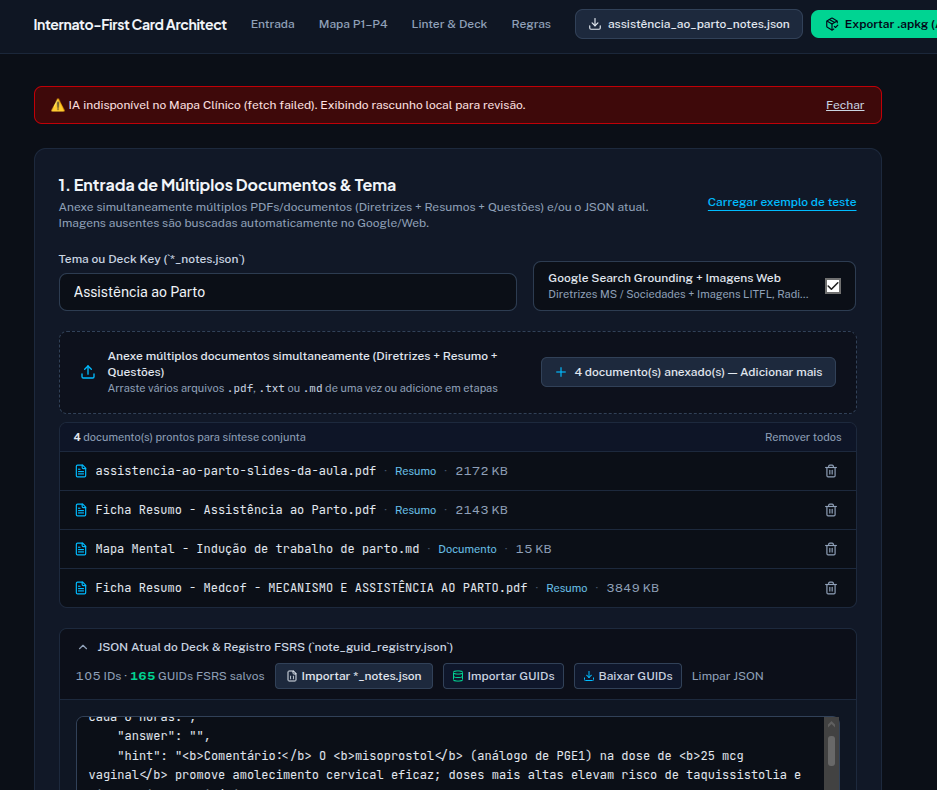 Internato-First Card Architect
Entrada
Mapa P1–P4
Linter & Deck
Regras
assistência_ao_parto_notes.json
Exportar .apkg (
⚠️ IA indisponível no Mapa Clínico (fetch failed). Exibindo rascunho local para revisão.
Fechar
1. Entrada de Múltiplos Documentos & Tema
Anexe simultaneamente múltiplos PDFs/documentos (Diretrizes + Resumos + Questões) e/ou o JSON atual.
Imagens ausentes são buscadas automaticamente no Google/Web.
Carregar exemplo de teste
Tema ou Deck Key (`*_notes.json`)
Assistência ao Parto
Google Search Grounding + Imagens Web
Diretrizes MS / Sociedades + Imagens LITFL, Radi...
Anexe múltiplos documentos simultaneamente (Diretrizes + Resumo +
Questões)
Arraste vários arquivos .pdf, .txt ou .md de uma vez ou adicione em etapas
4 documento(s) anexado(s) — Adicionar mais
4 documento(s) prontos para síntese conjunta
Remover todos
assistencia-ao-parto-slides-da-aula.pdf · Resumo · 2172 KB
Ficha Resumo - Assistência ao Parto.pdf · Resumo · 2143 KB
Mapa Mental - Indução de trabalho de parto.md · Documento · 15 KB
Ficha Resumo - Medcof - MECANISMO E ASSISTÊNCIA AO PARTO.pdf · Resumo · 3849 KB
JSON Atual do Deck & Registro FSRS (`note_guid_registry.json`)
105 IDs · 165 GUIDs FSRS salvos
Importar *_notes.json
Importar GUIDs
Baixar GUIDs
Limpar JSON
"answer": "",
"hint": "<b>Comentário:</b> O <b>misoprostol</b> (análogo de PGE1) na dose de <b>25 mcg
vaginal</b> promove amolecimento cervical eficaz; doses mais altas elevam risco de taquissistolia e